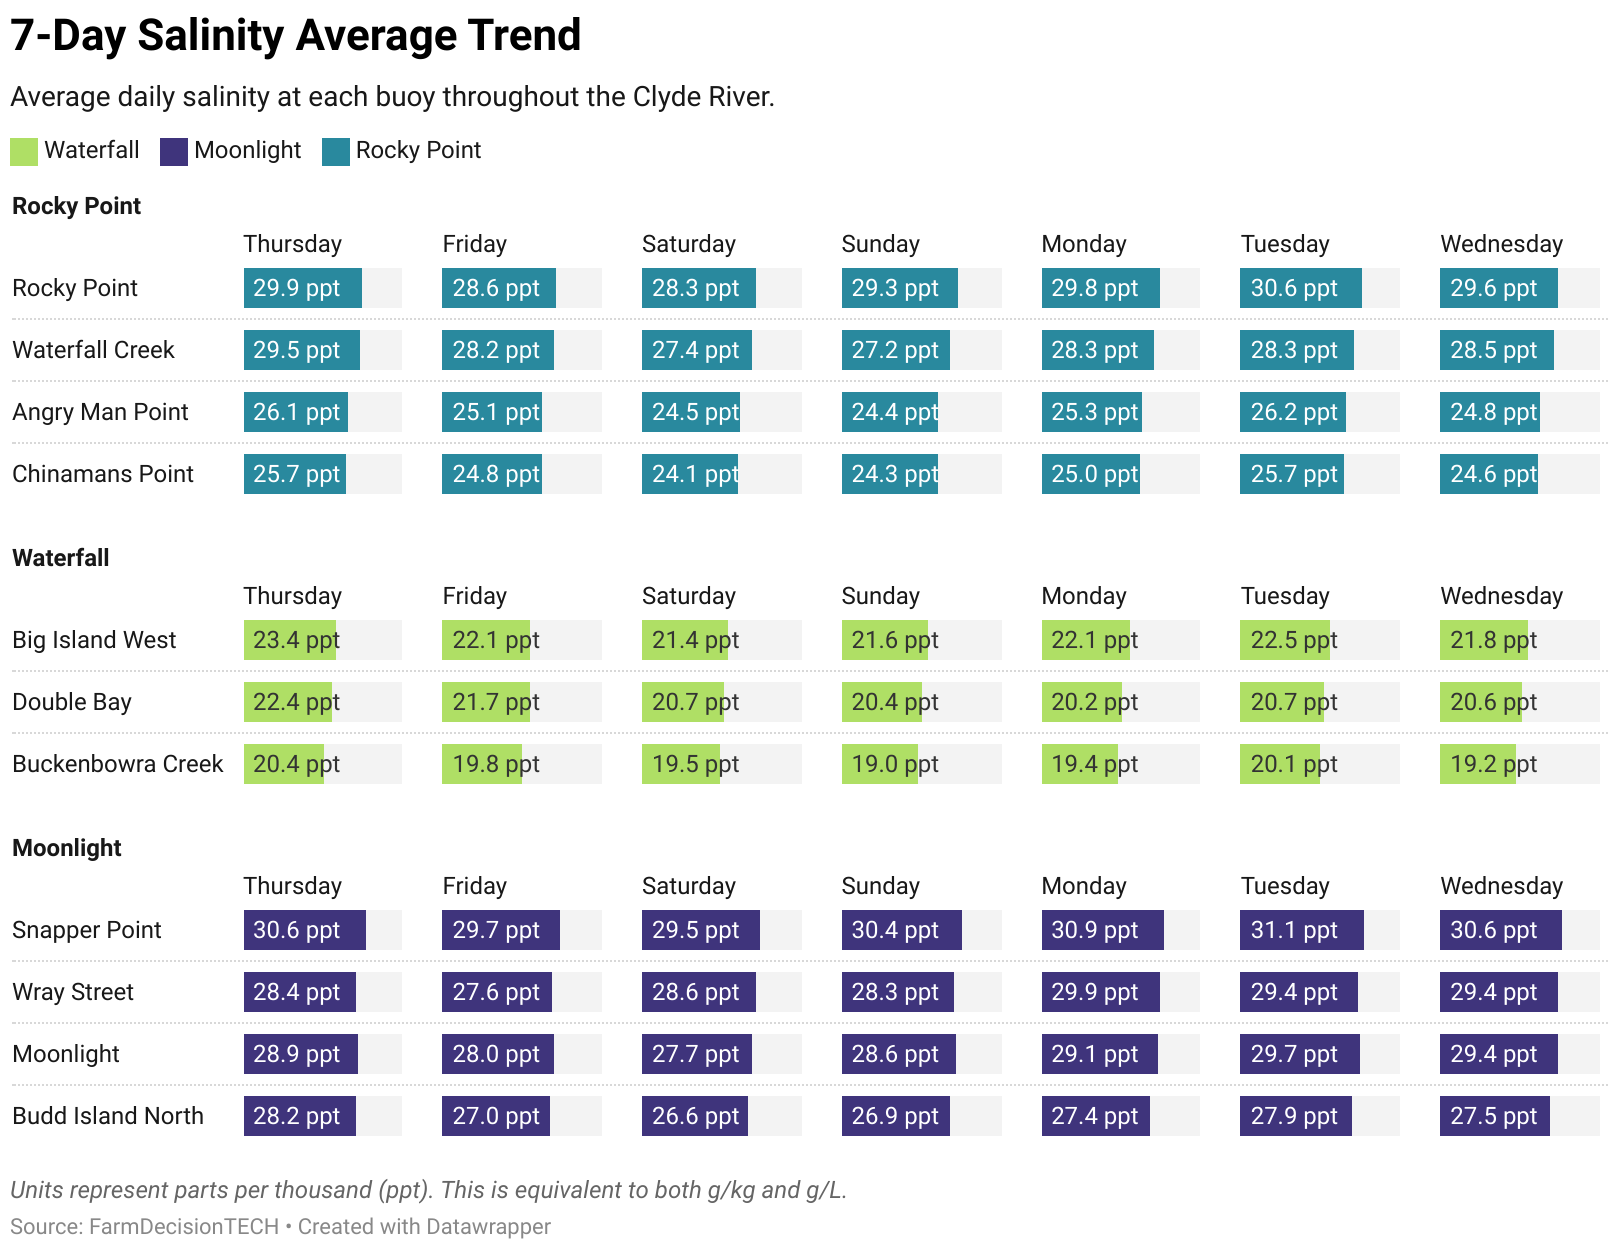 7-Day Salinity Average Trend
Average daily salinity at each buoy throughout the Clyde River.
Waterfall Moonlight Rocky Point
Rocky Point
Thursday Friday Saturday Sunday Monday Tuesday Wednesday
Rocky Point 29.9 ppt 28.6 ppt 28.3 ppt 29.3 ppt 29.8 ppt 30.6 ppt 29.6 ppt
Waterfall Creek 29.5 ppt 28.2 ppt 27.4 ppt 27.2 ppt 28.3 ppt 28.3 ppt 28.5 ppt
Angry Man Point 26.1 ppt 25.1 ppt 24.5 ppt 24.4 ppt 25.3 ppt 26.2 ppt 24.8 ppt
Chinamans Point 25.7 ppt 24.8 ppt 24.1 ppt 24.3 ppt 25.0 ppt 25.7 ppt 24.6 ppt
Waterfall
Thursday Friday Saturday Sunday Monday Tuesday Wednesday
Big Island West 23.4 ppt 22.1 ppt 21.4 ppt 21.6 ppt 22.1 ppt 22.5 ppt 21.8 ppt
Double Bay 22.4 ppt 21.7 ppt 20.7 ppt 20.4 ppt 20.2 ppt 20.7 ppt 20.6 ppt
Buckenbowra Creek 20.4 ppt 19.8 ppt 19.5 ppt 19.0 ppt 19.4 ppt 20.1 ppt 19.2 ppt
Moonlight
Thursday Friday Saturday Sunday Monday Tuesday Wednesday
Snapper Point 30.6 ppt 29.7 ppt 29.5 ppt 30.4 ppt 30.9 ppt 31.1 ppt 30.6 ppt
Wray Street 28.4 ppt 27.6 ppt 28.6 ppt 28.3 ppt 29.9 ppt 29.4 ppt 29.4 ppt
Moonlight 28.9 ppt 28.0 ppt 27.7 ppt 28.6 ppt 29.1 ppt 29.7 ppt 29.4 ppt
Budd Island North 28.2 ppt 27.0 ppt 26.6 ppt 26.9 ppt 27.4 ppt 27.9 ppt 27.5 ppt
Units represent parts per thousand (ppt). This is equivalent to both g/kg and g/L.
Source: FarmDecisionTECH • Created with Datawrapper